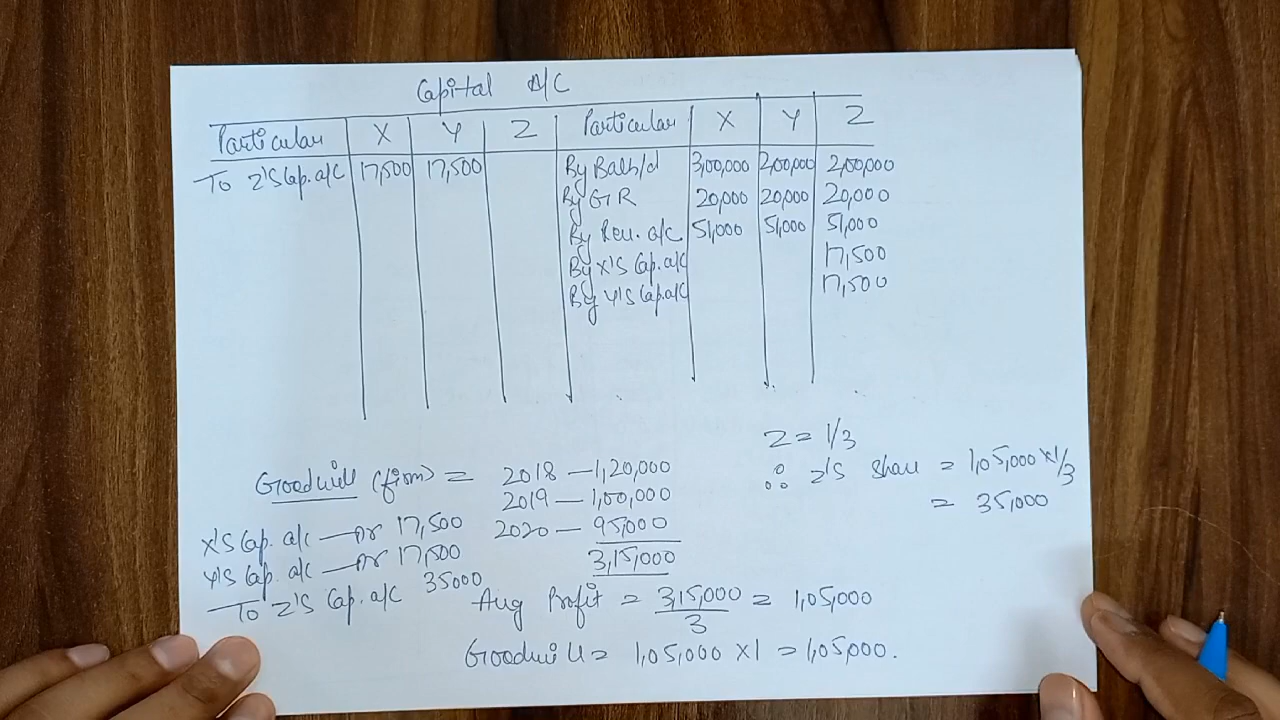 Capital A/C
Particular X Y Z Particular X Y Z
To Z'S Cap. a/c 17,500 17,500 By Bal b/d 3,00,000 2,00,000 2,00,000
By G R 20,000 20,000 20,000
By Rev. a/c 51,000 51,000 51,000
By X'S Cap. a/c 17,500
By Y'S Cap. a/c 17,500
Z = 1/3
∴ Z'S Share = 1,05,000 × 1/3
= 35,000
Goodwill (firm) = 2018 — 1,20,000
2019 — 1,00,000
2020 — 95,000
3,15,000
X'S Cap. a/c — Dr 17,500
Y'S Cap. a/c — Dr 17,500
To Z'S Cap. a/c 35000
Avg Profit = 3,15,000/3 = 1,05,000
Goodwill = 1,05,000 × 1 = 1,05,000.